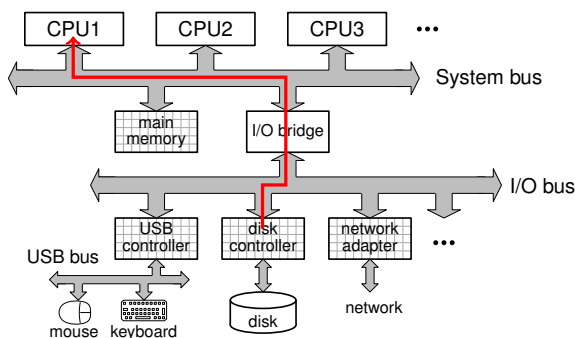 CPU1 CPU2 CPU3 •••
System bus
main
memory
I/O bridge
I/O bus
USB
controller
disk
controller
network
adapter
•••
USB bus
mouse keyboard
disk
network